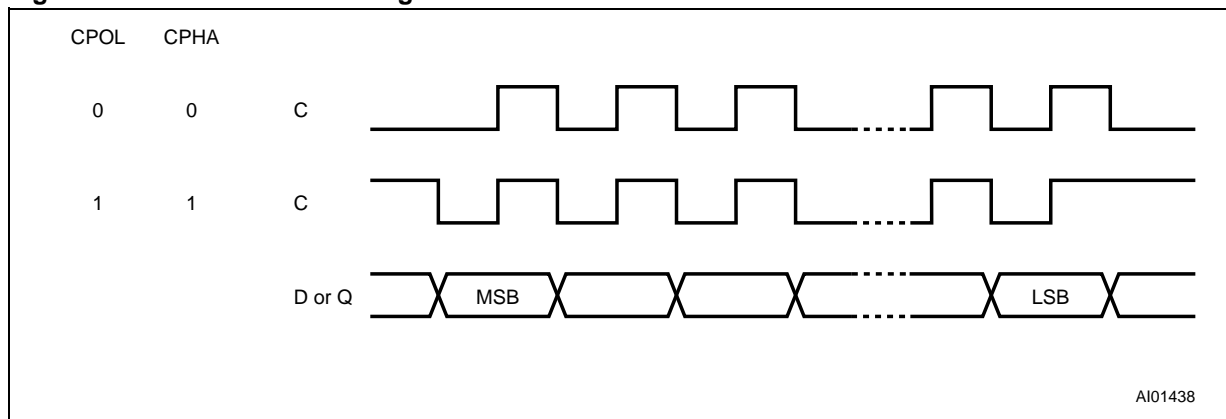 CPOL CPHA
0 0 C
1 1 C
D or Q MSB LSB
AI01438